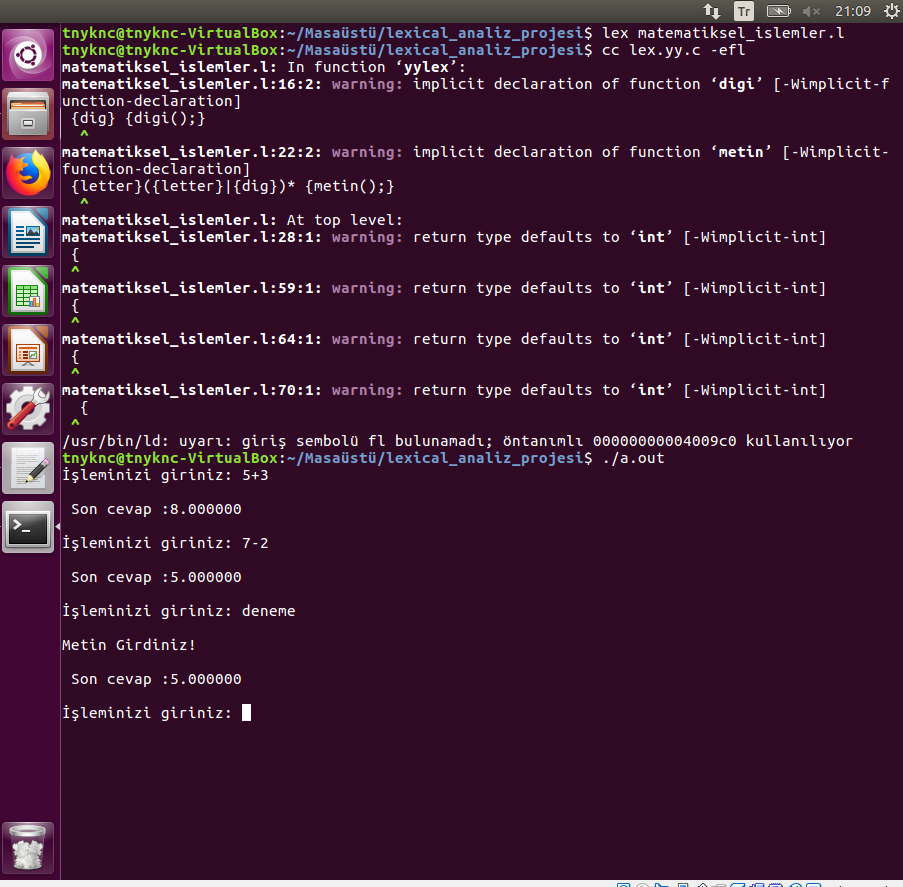 Tr 21:09
tnyknc@tnyknc-VirtualBox:~/Masaüstü/lexical_analiz_projesi$ lex matematiksel_islemler.l
tnyknc@tnyknc-VirtualBox:~/Masaüstü/lexical_analiz_projesi$ cc lex.yy.c -efl
matematiksel_islemler.l: In function ‘yylex’:
matematiksel_islemler.l:16:2: warning: implicit declaration of function ‘digi’ [-Wimplicit-f
unction-declaration]
{dig} {digi();}
^
matematiksel_islemler.l:22:2: warning: implicit declaration of function ‘metin’ [-Wimplicit-
function-declaration]
{letter}({letter}|{dig})* {metin();}
^
matematiksel_islemler.l: At top level:
matematiksel_islemler.l:28:1: warning: return type defaults to ‘int’ [-Wimplicit-int]
{
^
matematiksel_islemler.l:59:1: warning: return type defaults to ‘int’ [-Wimplicit-int]
{
^
matematiksel_islemler.l:64:1: warning: return type defaults to ‘int’ [-Wimplicit-int]
{
^
matematiksel_islemler.l:70:1: warning: return type defaults to ‘int’ [-Wimplicit-int]
{
^
/usr/bin/ld: uyarı: giriş sembolü fl bulunamadı; öntanımlı 00000000004009c0 kullanılıyor
tnyknc@tnyknc-VirtualBox:~/Masaüstü/lexical_analiz_projesi$ ./a.out
İşleminizi giriniz: 5+3
Son cevap :8.000000
İşleminizi giriniz: 7-2
Son cevap :5.000000
İşleminizi giriniz: deneme
Metin Girdiniz!
Son cevap :5.000000
İşleminizi giriniz: